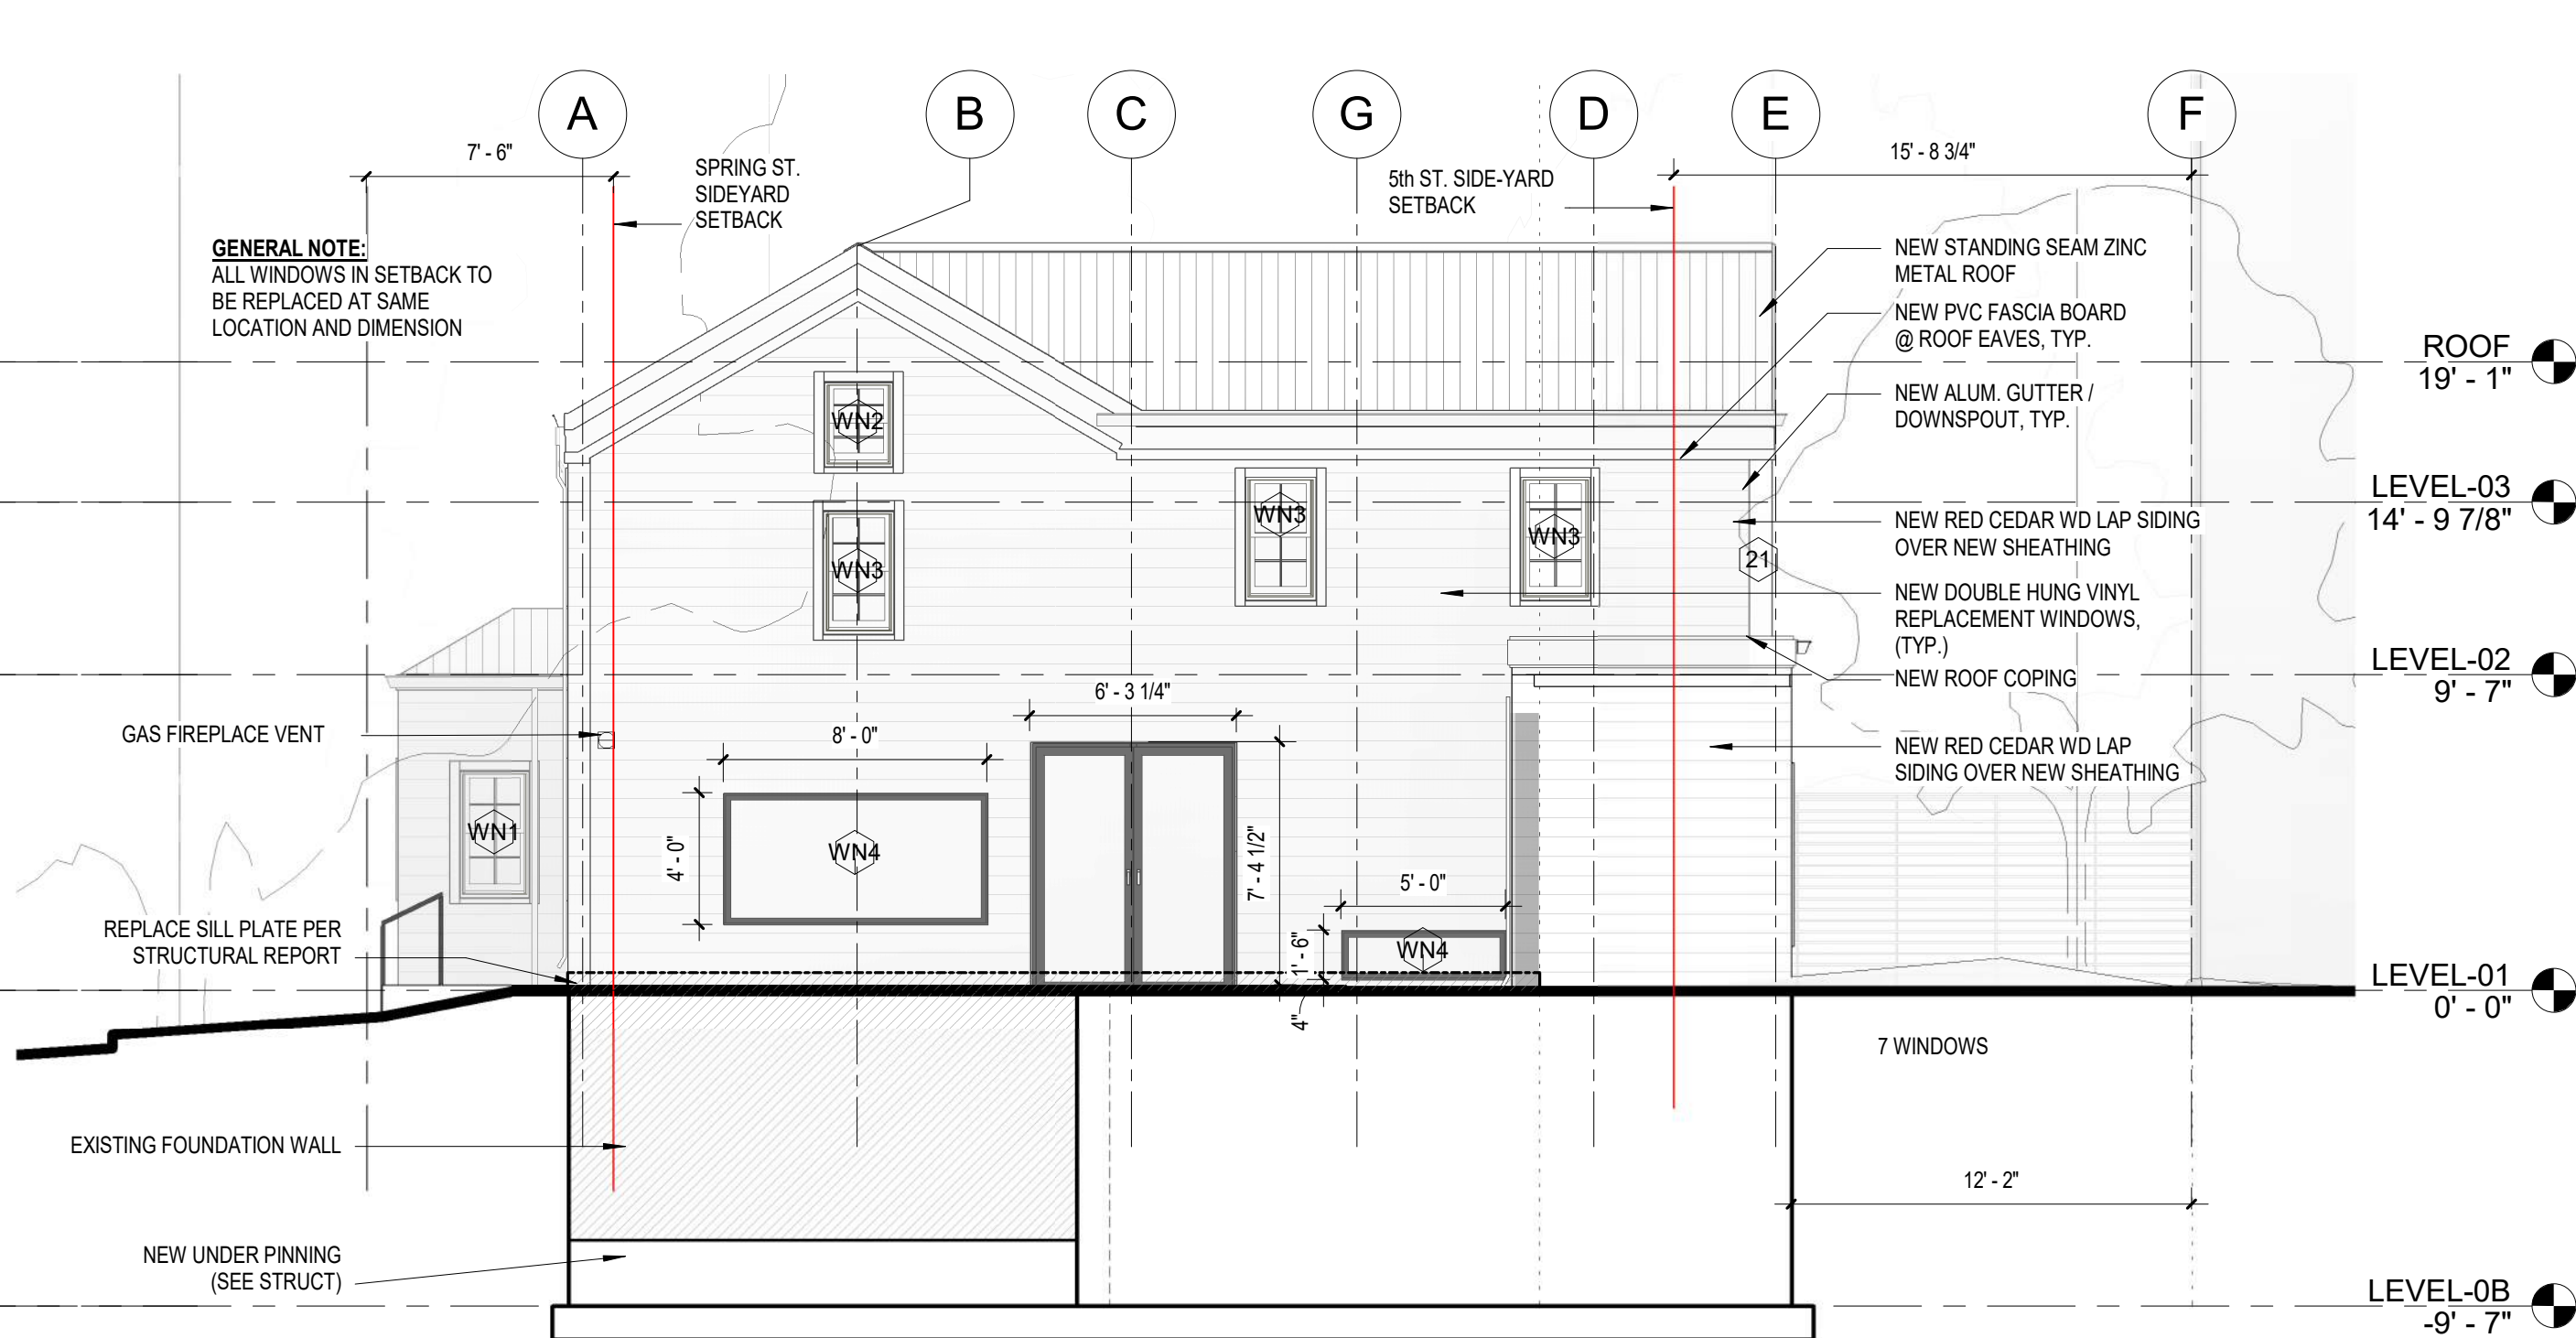 A
B
C
G
D
E
F
7' - 6"
SPRING ST.
SIDEYARD
SETBACK
5th ST. SIDE-YARD
SETBACK
15' - 8 3/4"
GENERAL NOTE:
ALL WINDOWS IN SETBACK TO
BE REPLACED AT SAME
LOCATION AND DIMENSION
NEW STANDING SEAM ZINC
METAL ROOF
NEW PVC FASCIA BOARD
@ ROOF EAVES, TYP.
ROOF
19' - 1"
NEW ALUM. GUTTER /
DOWNSPOUT, TYP.
WN2
LEVEL-03
14' - 9 7/8"
WN3
WN3
WN3
NEW RED CEDAR WD LAP SIDING
OVER NEW SHEATHING
21
NEW DOUBLE HUNG VINYL
REPLACEMENT WINDOWS,
(TYP.)
LEVEL-02
9' - 7"
NEW ROOF COPING
6' - 3 1/4"
GAS FIREPLACE VENT
8' - 0"
NEW RED CEDAR WD LAP
SIDING OVER NEW SHEATHING
WN1
4' - 0"
WN4
7' - 4 1/2"
5' - 0"
1' - 6"
WN4
4"
REPLACE SILL PLATE PER
STRUCTURAL REPORT
LEVEL-01
0' - 0"
7 WINDOWS
EXISTING FOUNDATION WALL
12' - 2"
NEW UNDER PINNING
(SEE STRUCT)
LEVEL-0B
-9' - 7"